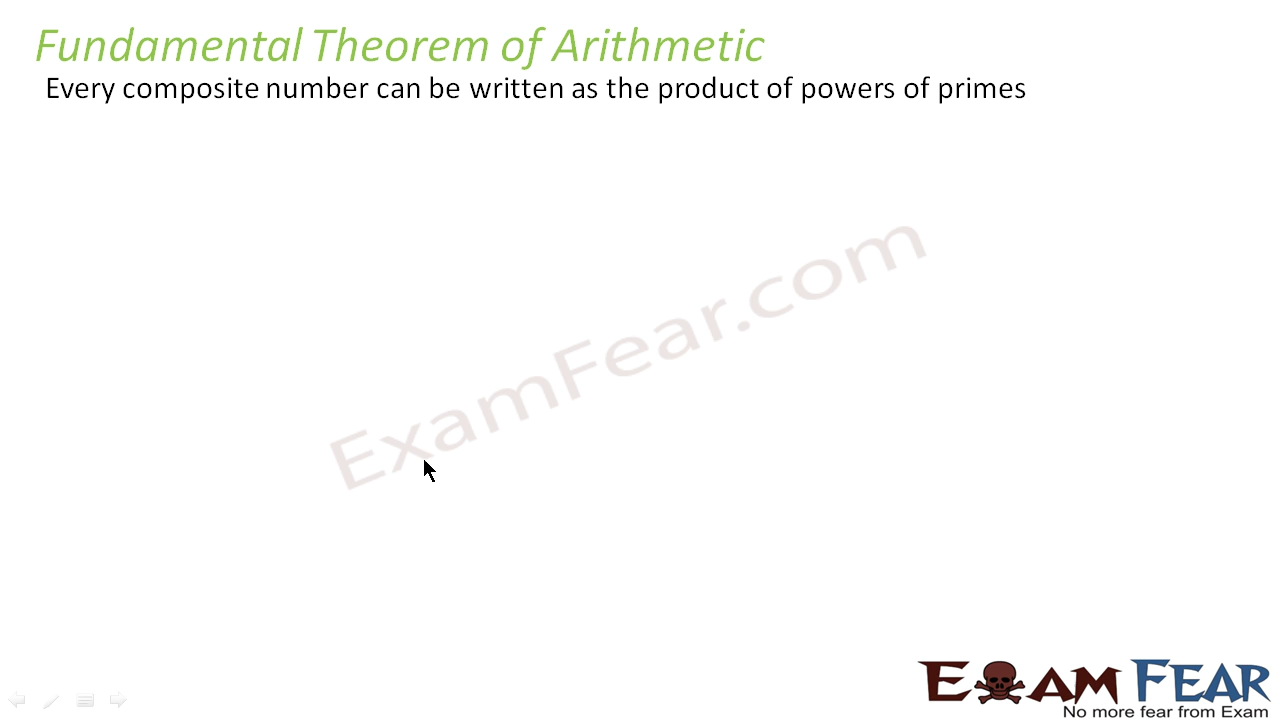 Fundamental Theorem of Arithmetic
Every composite number can be written as the product of powers of primes
ExamFear.com
EXAM FEAR
No more fear from Exam